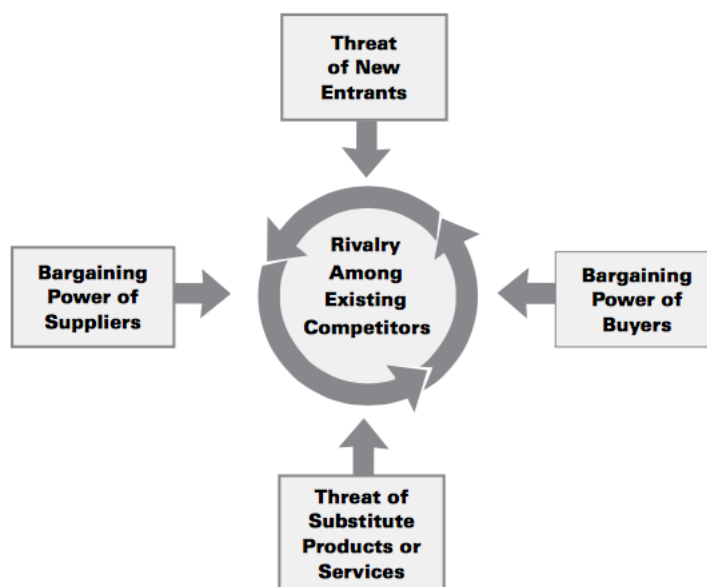 Threat
of New
Entrants
Bargaining
Power of
Suppliers
Rivalry
Among
Existing
Competitors
Bargaining
Power of
Buyers
Threat of
Substitute
Products or
Services